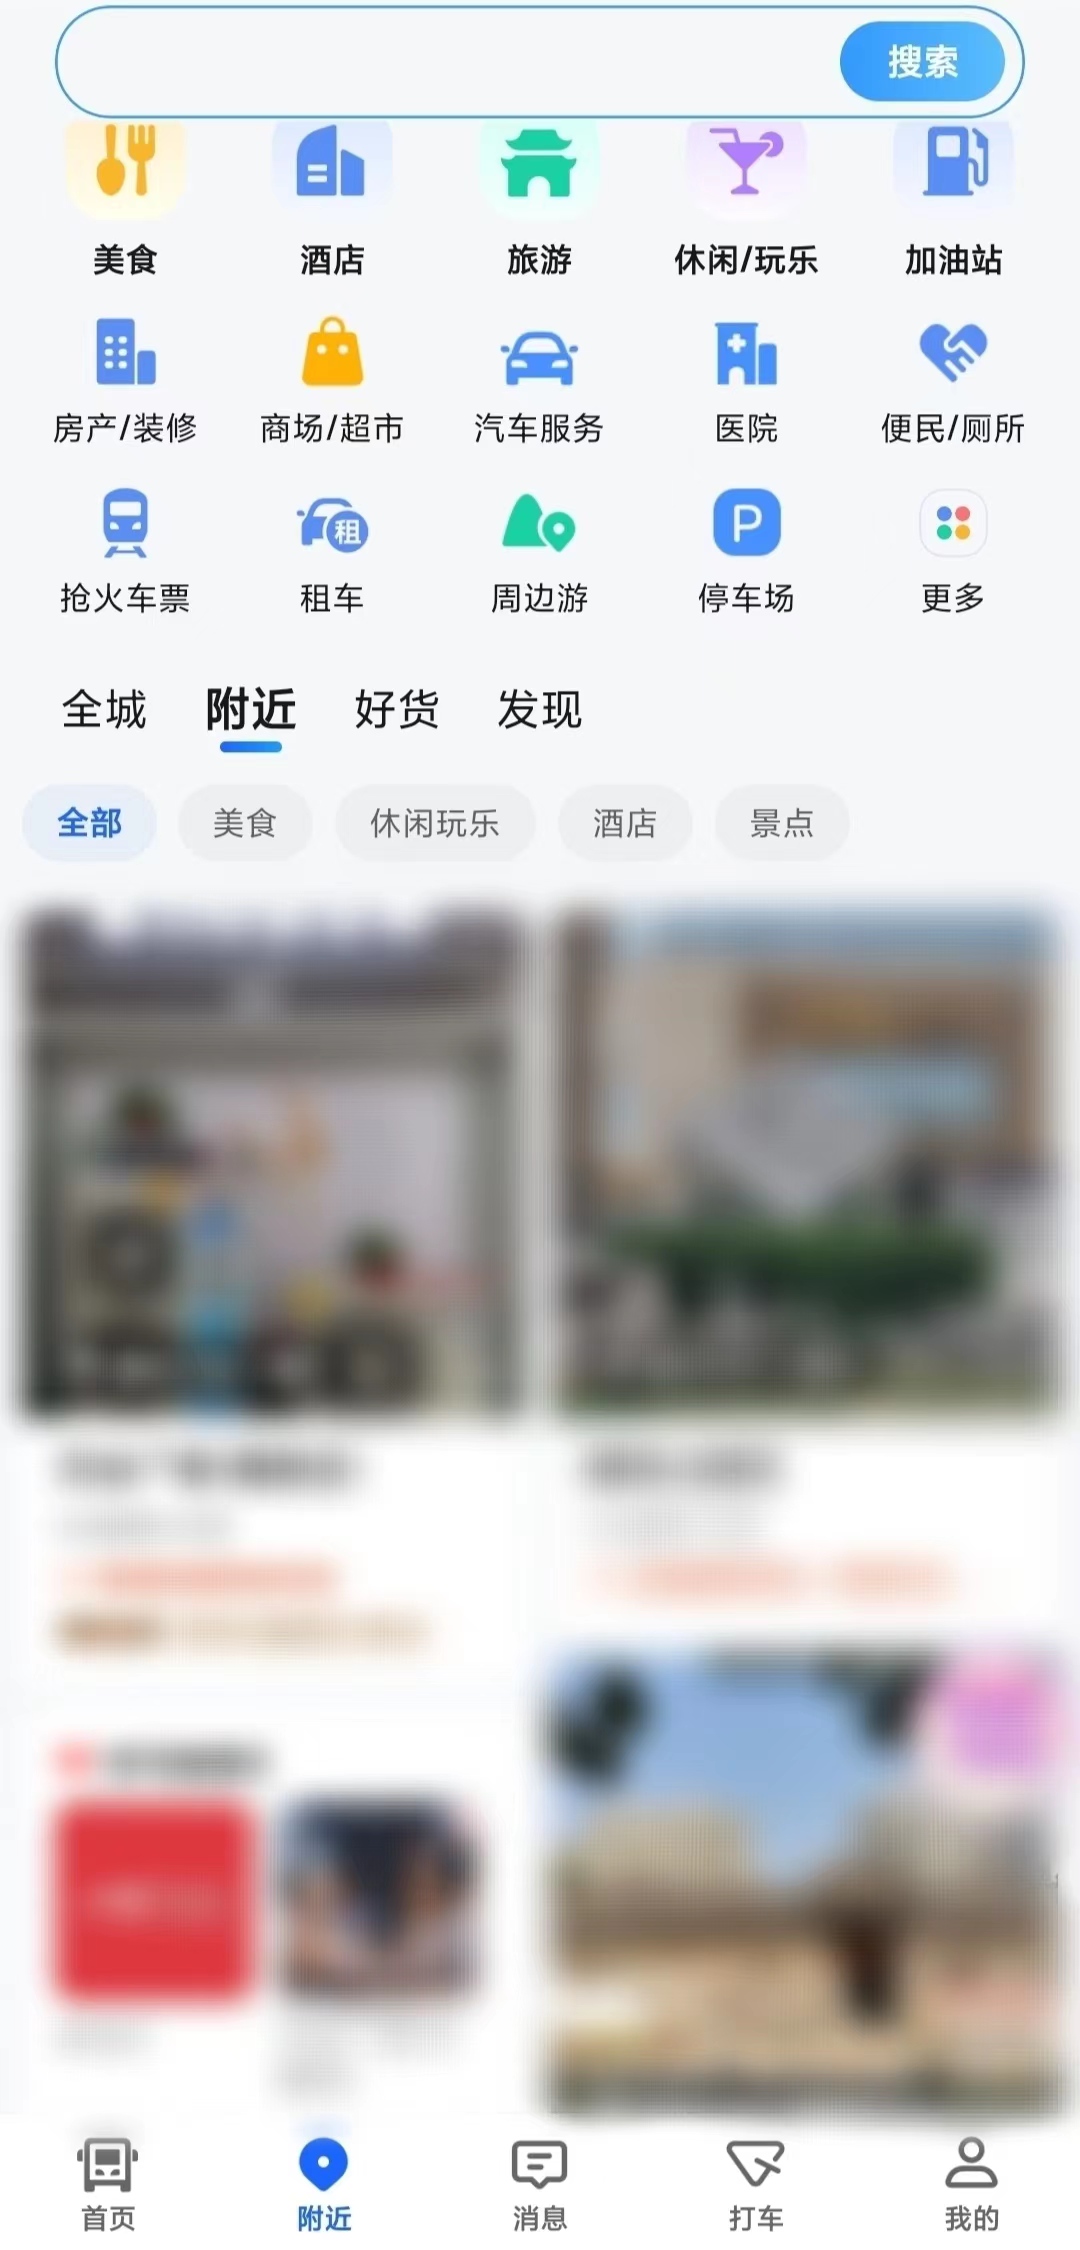 搜索
美食 酒店 旅游 休闲/玩乐 加油站
房产/装修 商场/超市 汽车服务 医院 便民/厕所
租
P
抢火车票 租车 周边游 停车场 更多
全城 附近 好货 发现
全部 美食 休闲玩乐 酒店 景点
首页 附近 消息 打车 我的